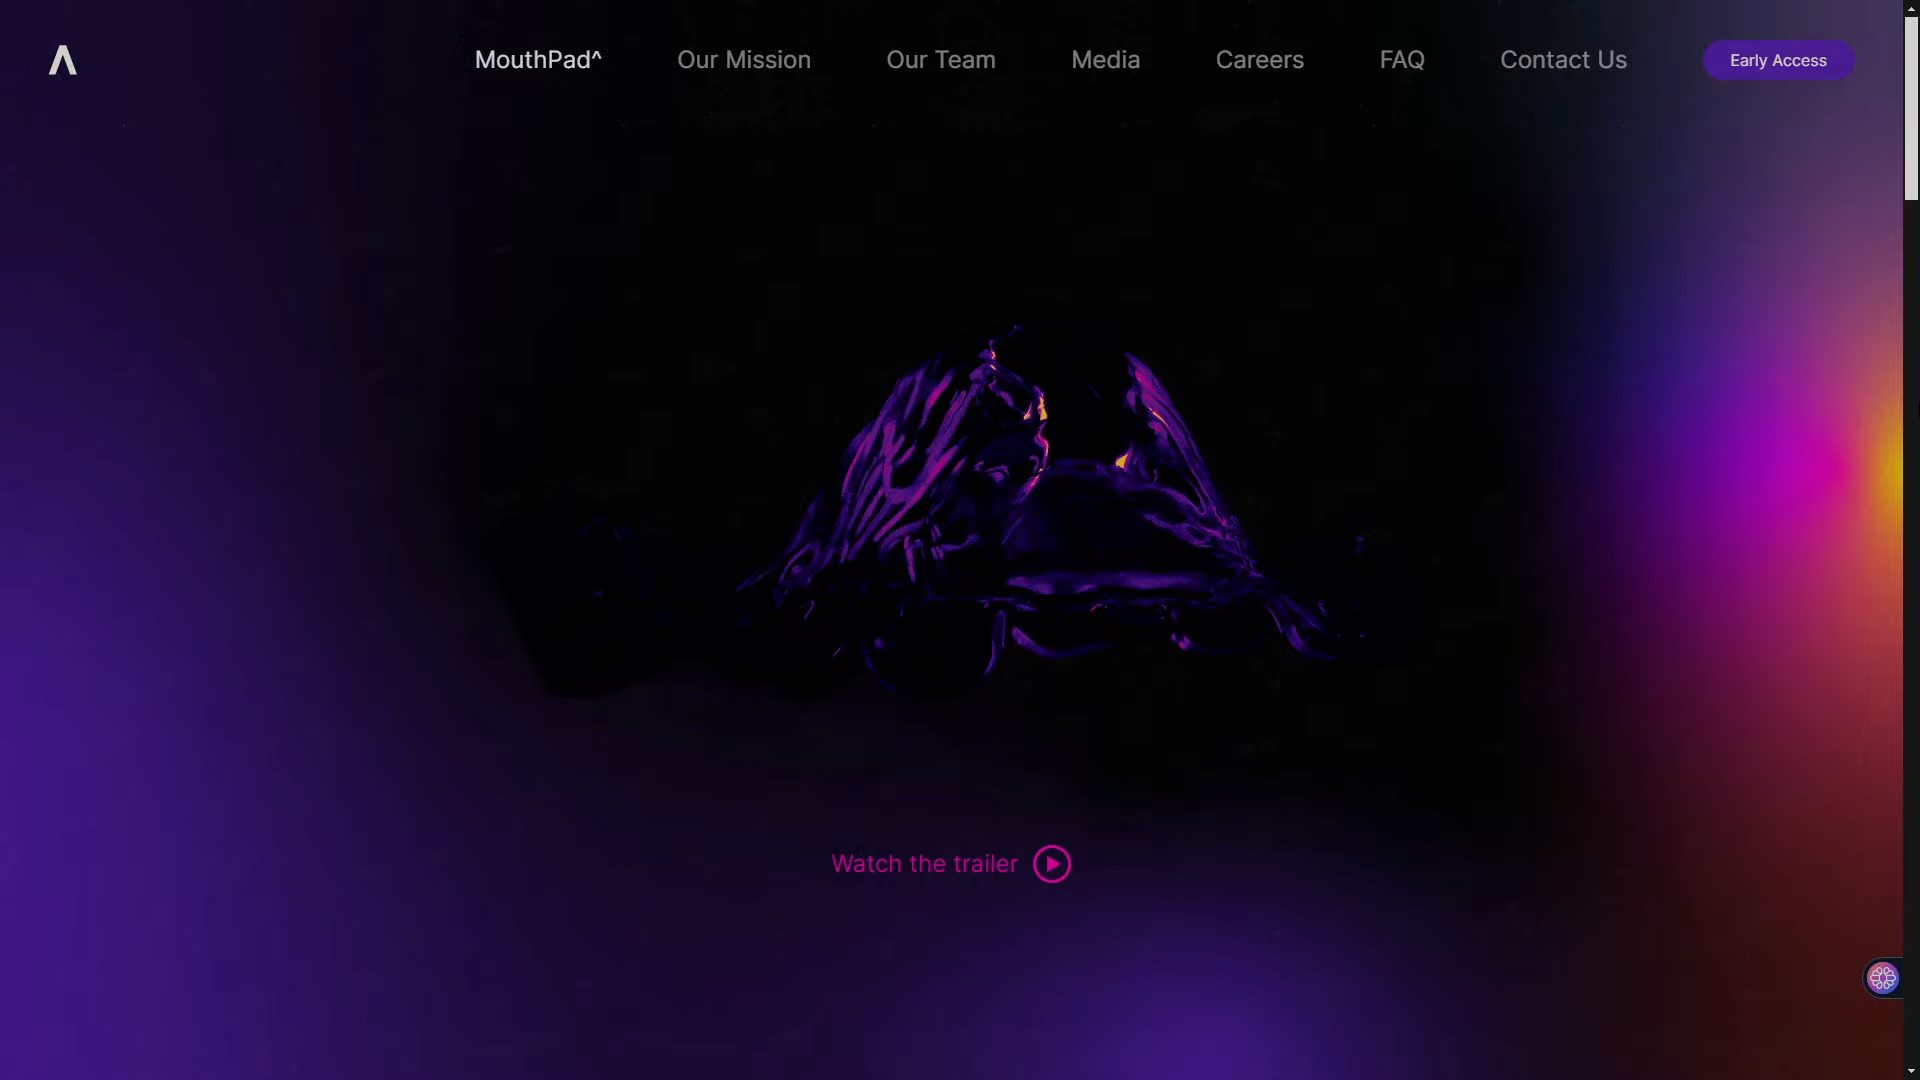 MouthPad^
Our Mission
Our Team
Media
Careers
FAQ
Contact Us
Early Access
Watch the trailer